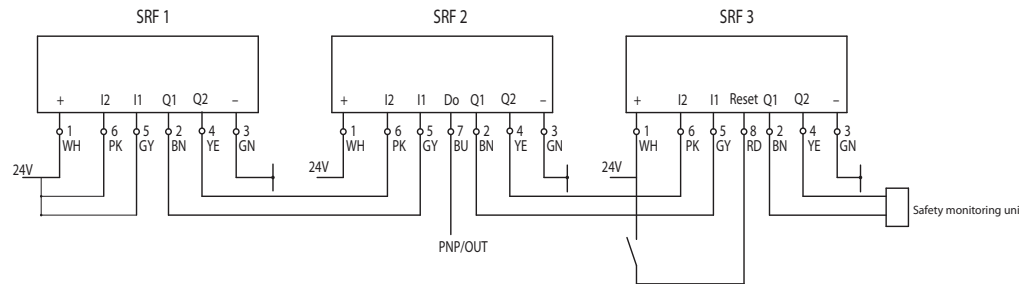 SRF 1 SRF 2 SRF 3
+ I2 I1 Q1 Q2 – + I2 I1 Do Q1 Q2 – + I2 I1 Reset Q1 Q2 –
1 6 5 2 4 3 1 6 5 7 2 4 3 1 6 5 8 2 4 3
WH PK GY BN YE GN WH PK GY BU BN YE GN WH PK GY RD BN YE GN
24V 24V 24V
Safety monitoring uni
PNP/OUT